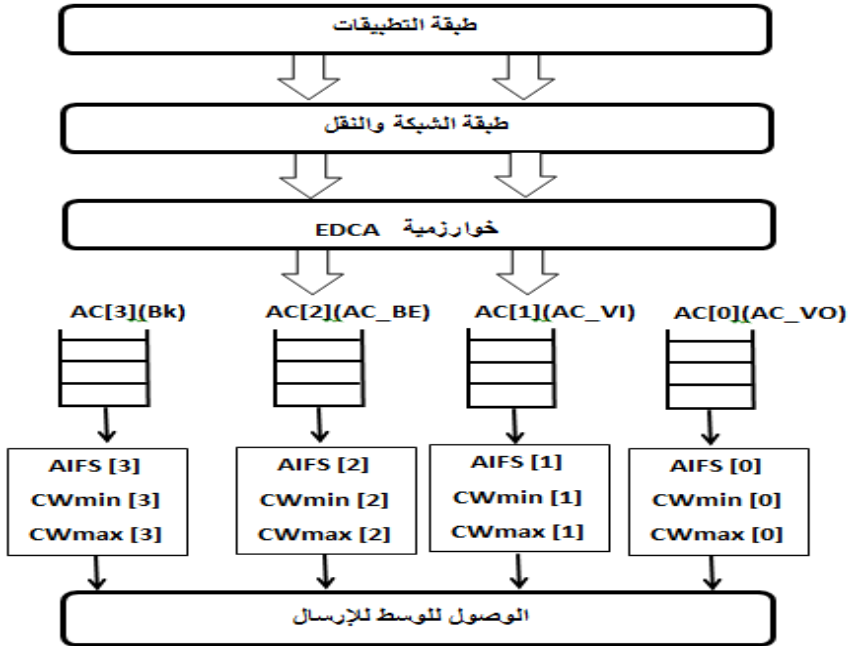 طبقة التطبيقات
طبقة الشبكة والنقل
خوارزمية EDCA
AC[3](Bk) AC[2](AC_BE) AC[1](AC_VI) AC[0](AC_VO)
AIFS [3] AIFS [2] AIFS [1] AIFS [0]
CWmin [3] CWmin [2] CWmin [1] CWmin [0]
CWmax [3] CWmax [2] CWmax [1] CWmax [0]
الوصول للوسط للإرسال